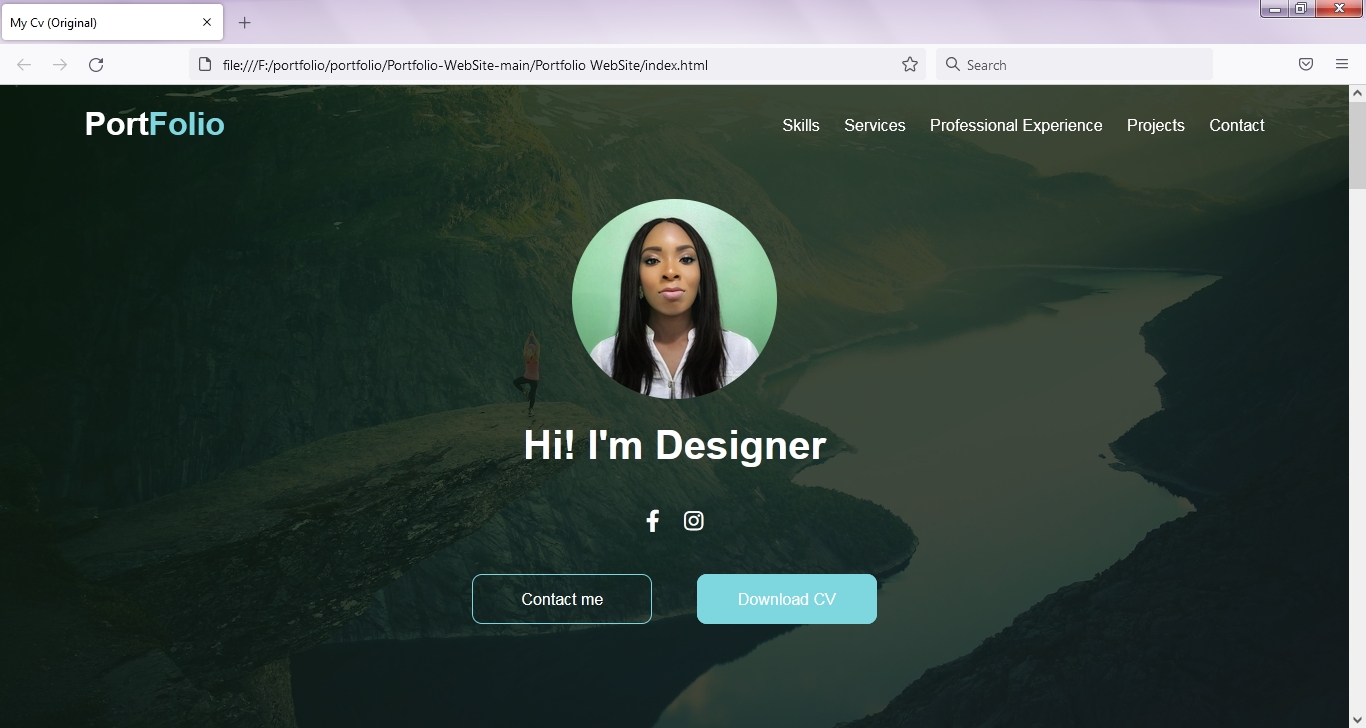 My Cv (Original)
file:///F:/portfolio/portfolio/Portfolio-WebSite-main/Portfolio WebSite/index.html
Search
PortFolio
Skills Services Professional Experience Projects Contact
Hi! I'm Designer
Contact me Download CV